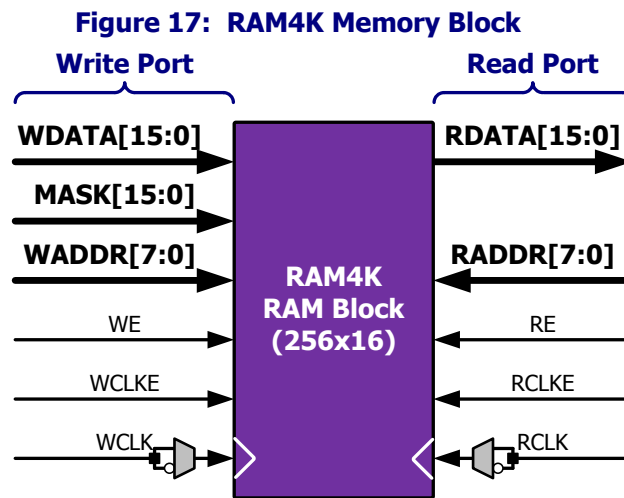 Figure 17: RAM4K Memory Block
Write Port
Read Port
WDATA[15:0]
RDATA[15:0]
MASK[15:0]
WADDR[7:0]
RADDR[7:0]
RAM4K
RAM Block
(256x16)
WE
RE
WCLKE
RCLKE
WCLK
RCLK